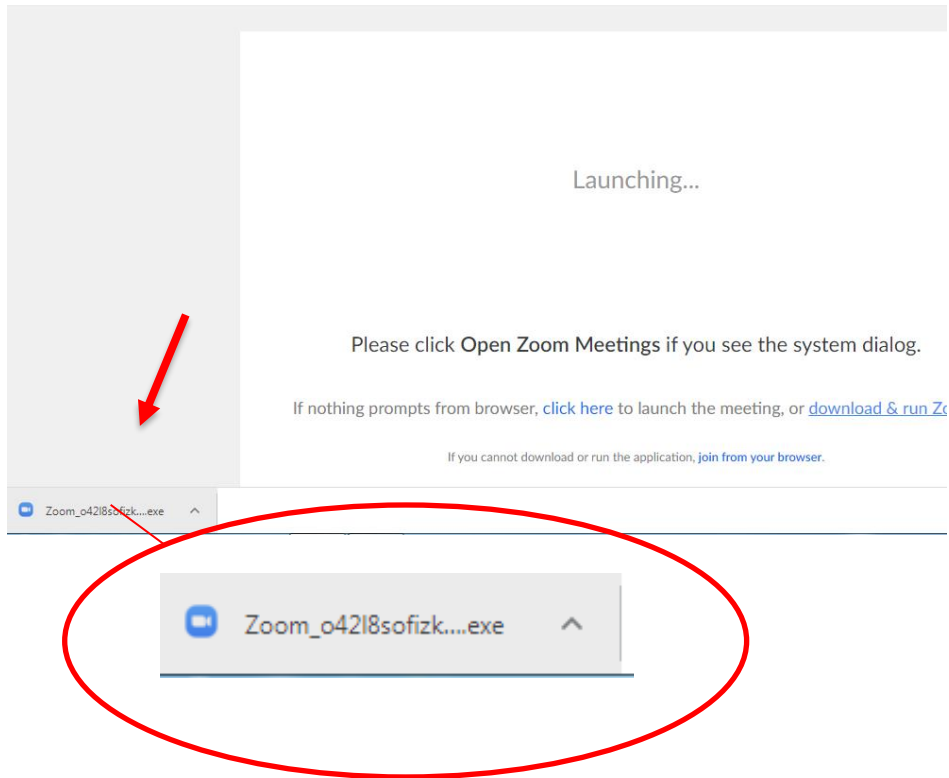 Launching...
Please click Open Zoom Meetings if you see the system dialog.
If nothing prompts from browser, click here to launch the meeting, or download & run Zo
If you cannot download or run the application, join from your browser.
Zoom_o42l8sofizk....exe
Zoom_o42l8sofizk....exe